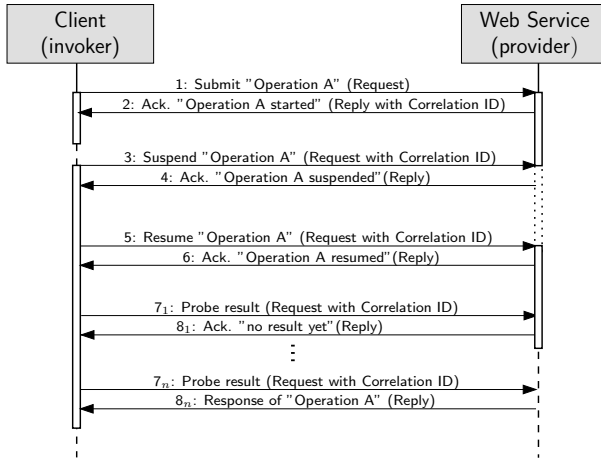 Client
(invoker)
Web Service
(provider)
1: Submit "Operation A" (Request)
2: Ack. "Operation A started" (Reply with Correlation ID)
3: Suspend "Operation A" (Request with Correlation ID)
4: Ack. "Operation A suspended"(Reply)
5: Resume "Operation A" (Request with Correlation ID)
6: Ack. "Operation A resumed"(Reply)
7₁: Probe result (Request with Correlation ID)
8₁: Ack. "no result yet"(Reply)
7ₙ: Probe result (Request with Correlation ID)
8ₙ: Response of "Operation A" (Reply)